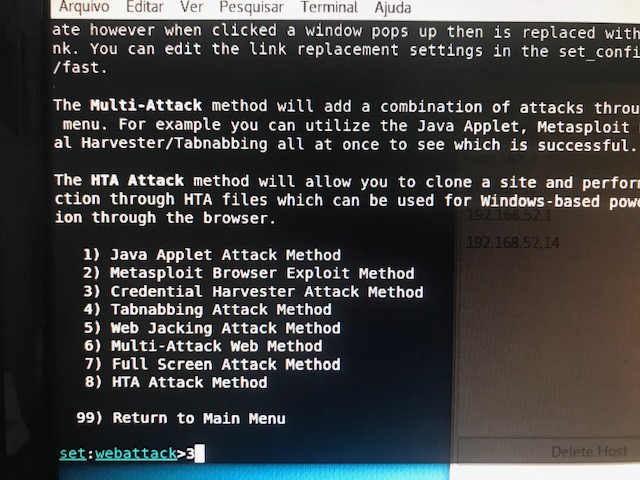 Arquivo Editar Ver Pesquisar Terminal Ajuda
ate however when clicked a window pops up then is replaced with
nk. You can edit the link replacement settings in the set_confi
/fast.
The Multi-Attack method will add a combination of attacks throu
menu. For example you can utilize the Java Applet, Metasploit
al Harvester/Tabnabbing all at once to see which is successful.
The HTA Attack method will allow you to clone a site and perform
ction through HTA files which can be used for Windows-based powe
ion through the browser.
192.168.52.1
192.168.52.14
1) Java Applet Attack Method
2) Metasploit Browser Exploit Method
3) Credential Harvester Attack Method
4) Tabnabbing Attack Method
5) Web Jacking Attack Method
6) Multi-Attack Web Method
7) Full Screen Attack Method
8) HTA Attack Method
99) Return to Main Menu
set:webattack>3
Delete Host